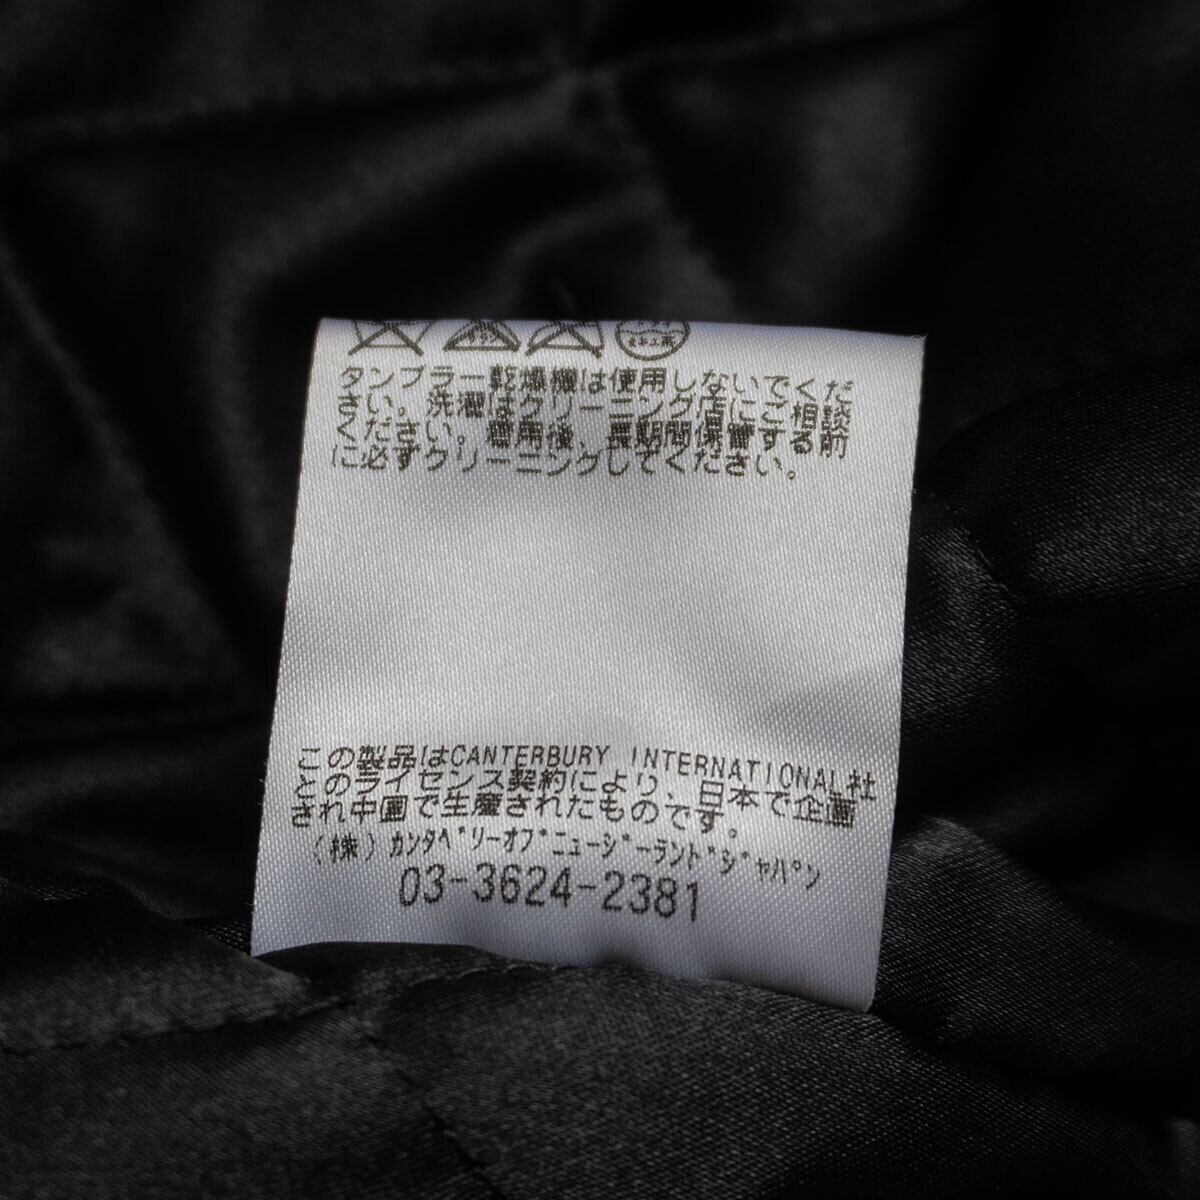 タンブラー乾燥機は使用しないでくだ
さい。洗濯はクリーニング店にご相談
ください。着用後、長期間保管する前
に必ずクリーニングしてください。
この製品はCANTERBURY INTERNATIONAL社
とのライセンス契約により、日本で企画
され中国で生産されたものです。
(株)カンタベリーオブニュージーランドジャパン
03-3624-2381